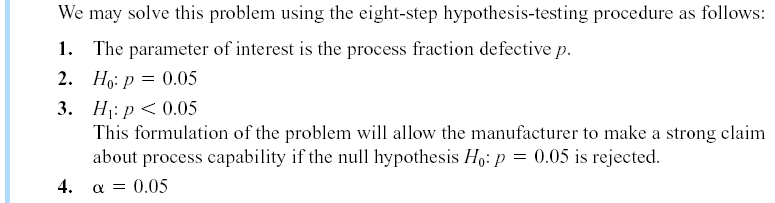 We may solve this problem using the eight-step hypothesis-testing procedure as follows:
1. The parameter of interest is the process fraction defective p.
2. H₀: p = 0.05
3. H₁: p < 0.05
This formulation of the problem will allow the manufacturer to make a strong claim
about process capability if the null hypothesis H₀: p = 0.05 is rejected.
4. α = 0.05